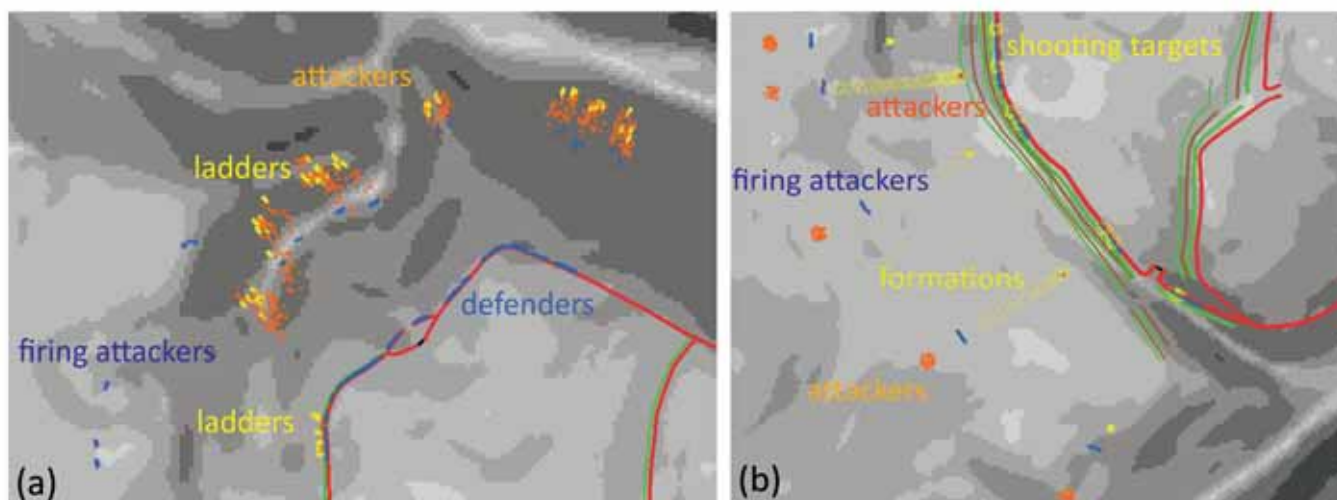 attackers
ladders
defenders
firing attackers
ladders
(a)
shooting targets
attackers
firing attackers
formations
attackers
(b)